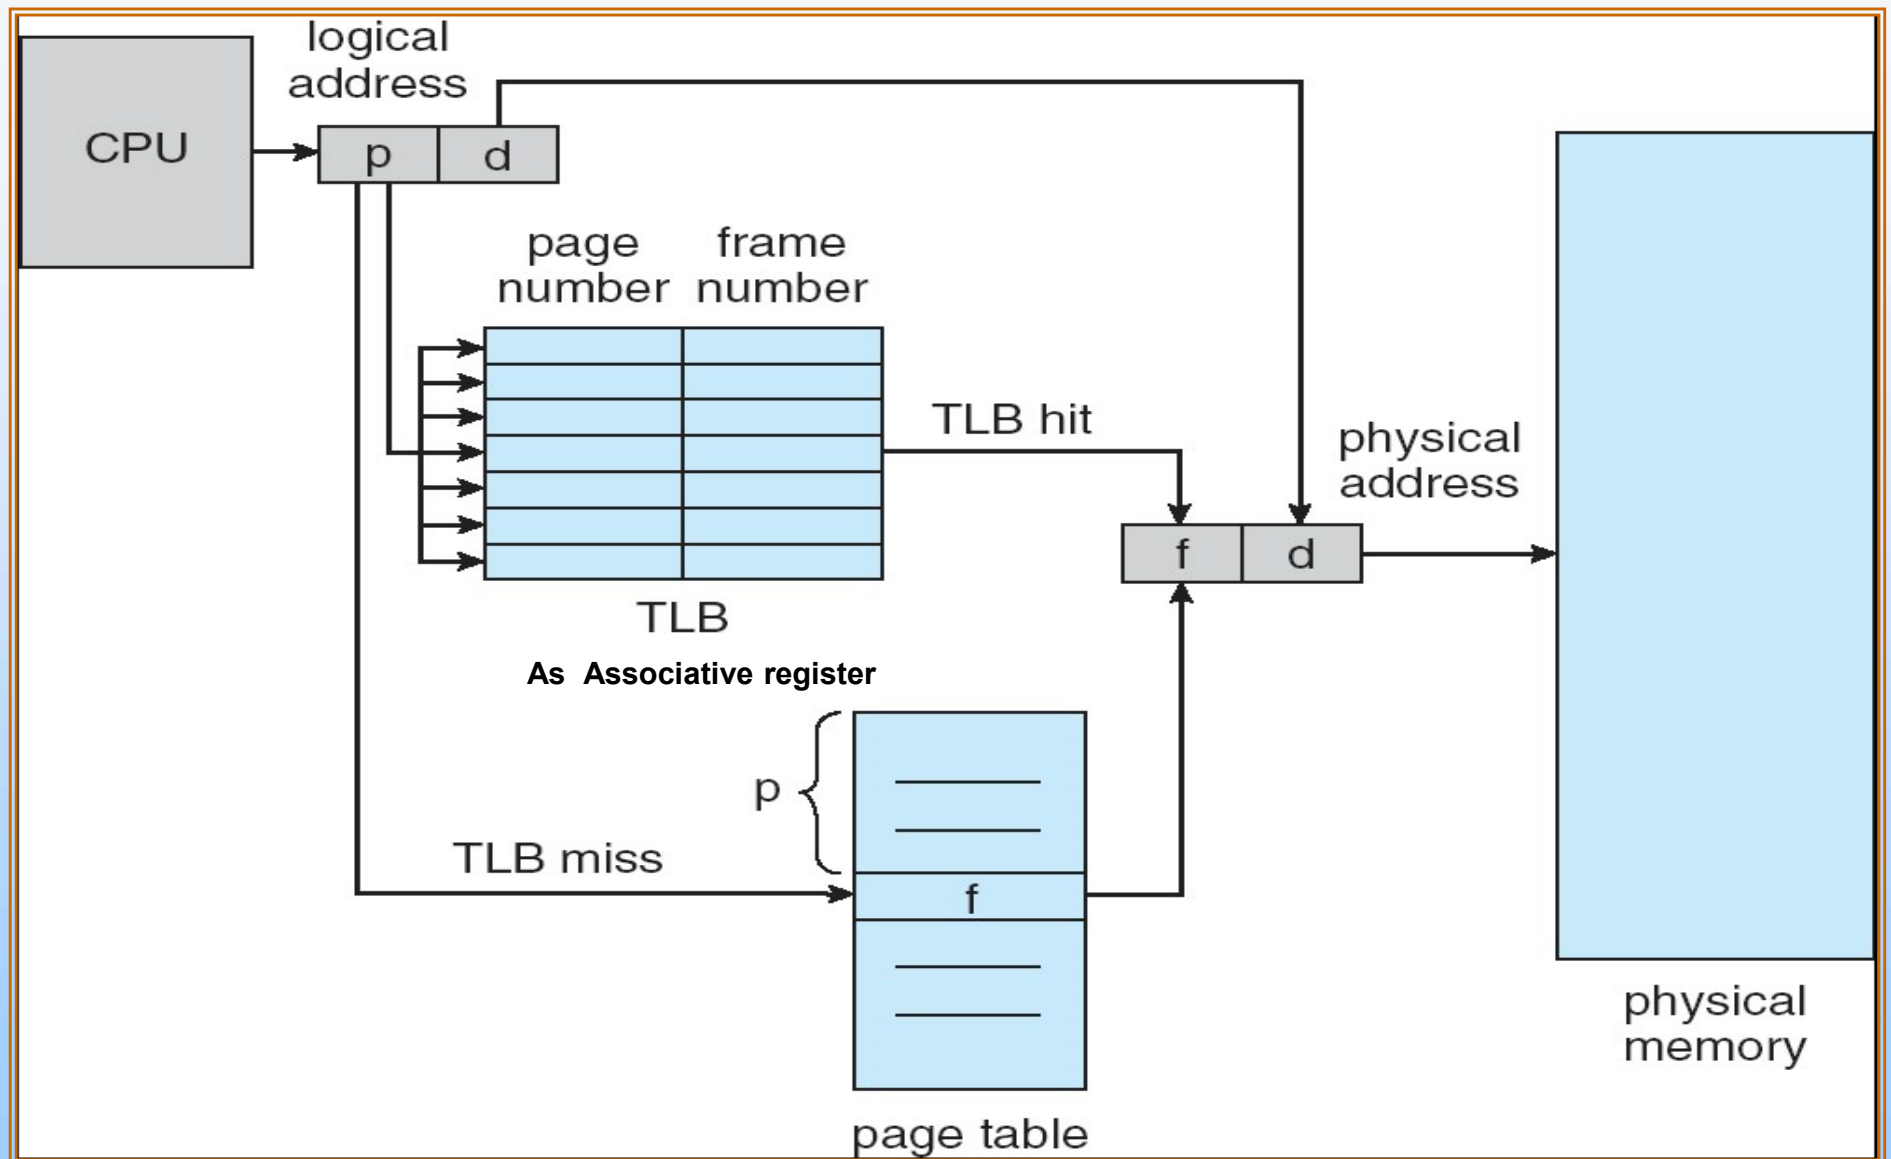 logical
address
CPU
p
d
page
number
frame
number
TLB hit
physical
address
f
d
TLB
As Associative register
p
TLB miss
f
physical
memory
page table